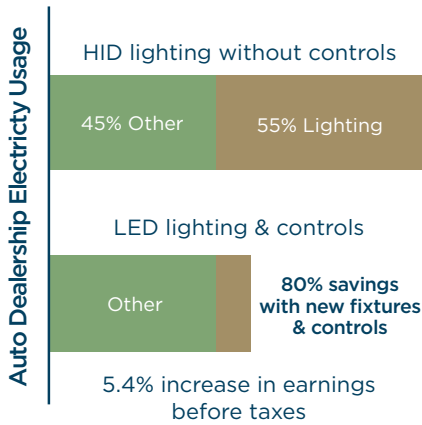 Auto Dealership Electricty Usage
HID lighting without controls
45% Other
55% Lighting
LED lighting & controls
Other
80% savings
with new fixtures
& controls
5.4% increase in earnings
before taxes